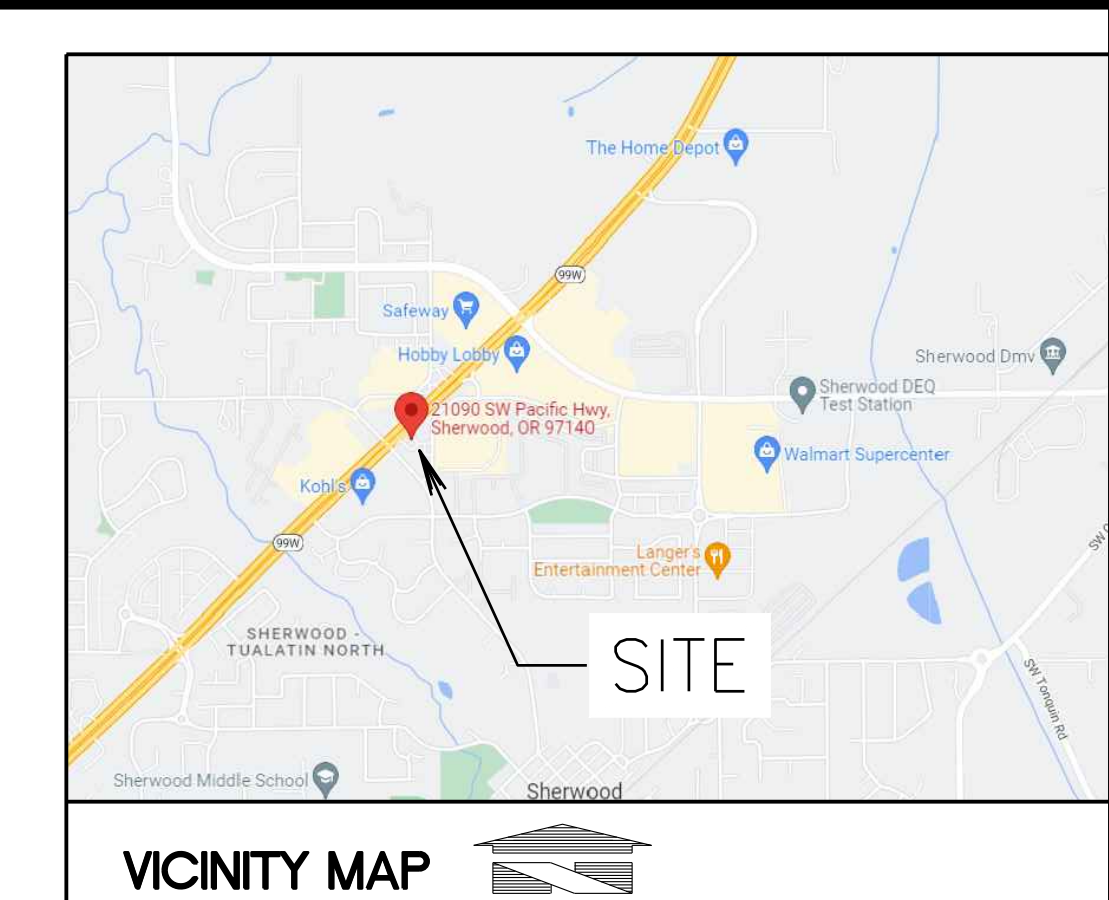 The Home Depot
99W
Safeway
Hobby Lobby
Sherwood Dmv
Sherwood DEQ
Test Station
21090 SW Pacific Hwy,
Sherwood, OR 97140
Walmart Supercenter
Kohl's
99W
Langer's
Entertainment Center
SHERWOOD -
TUALATIN NORTH
SITE
SW Tonquin Rd
Sherwood Middle School
Sherwood
VICINITY MAP